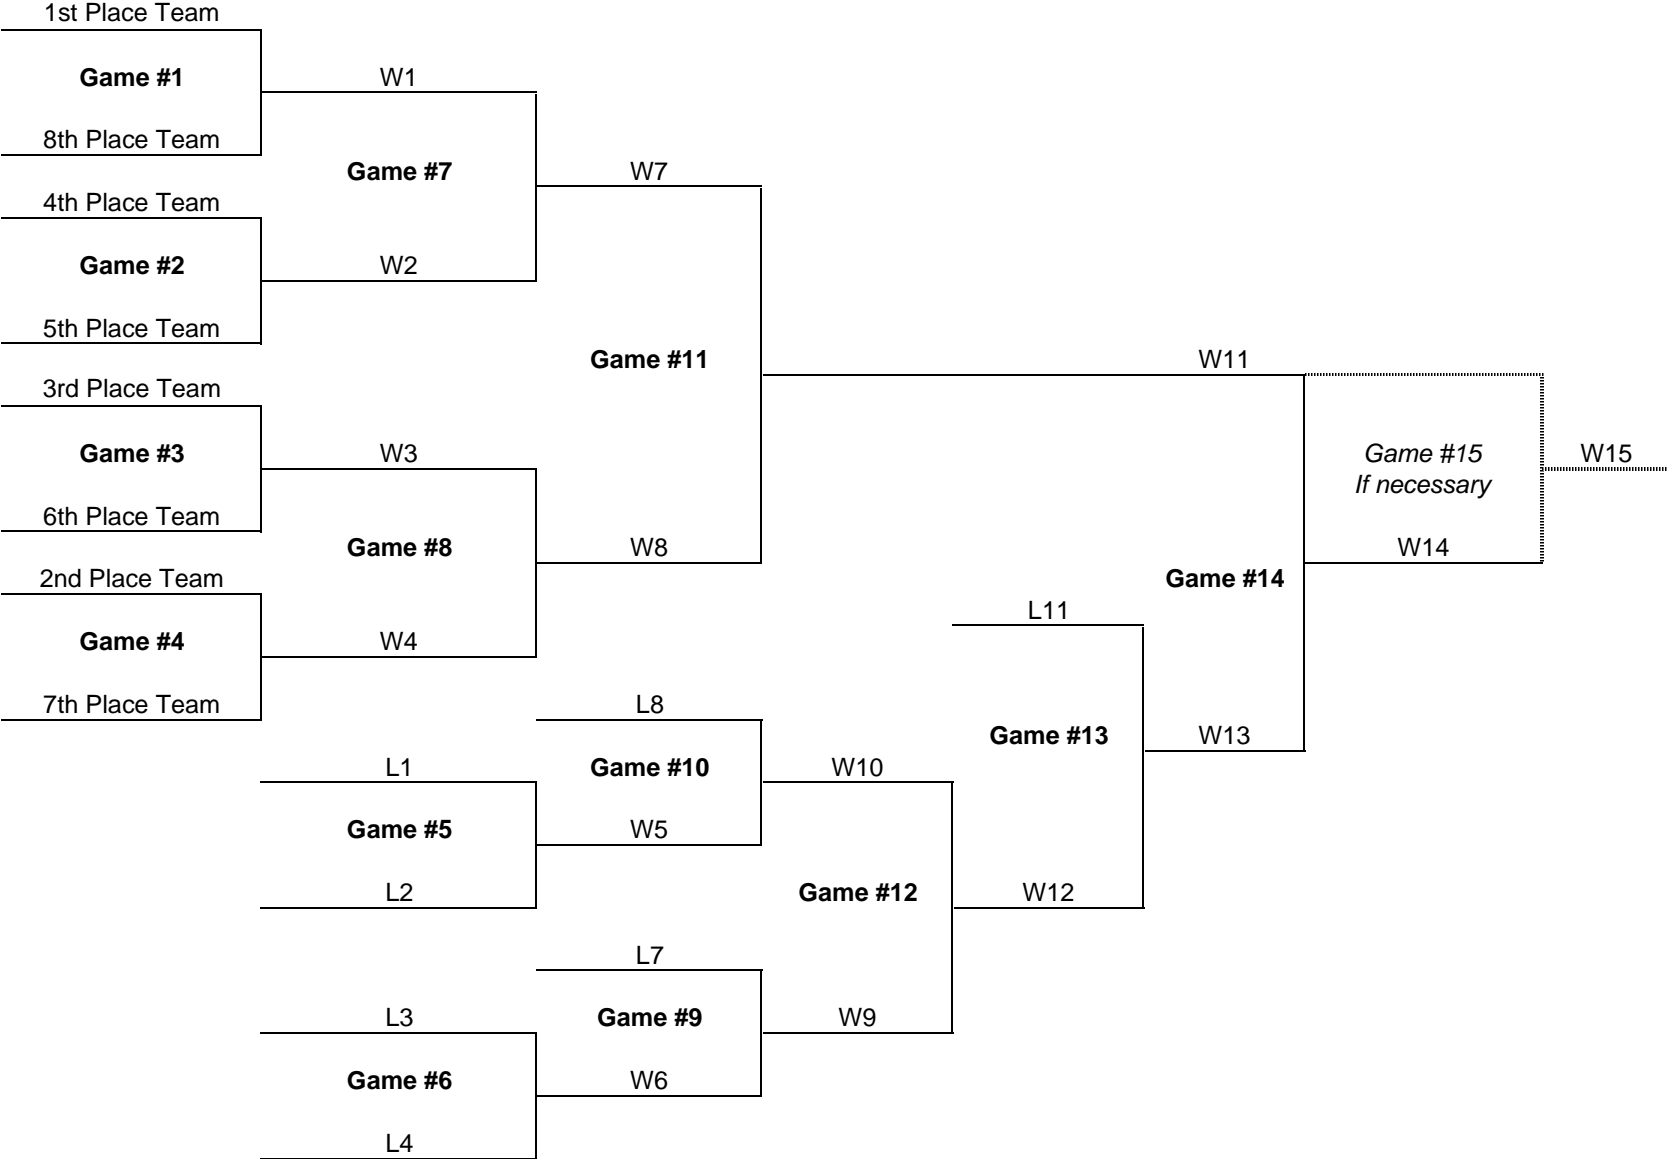 1st Place Team
Game #1
W1
8th Place Team
Game #7
W7
4th Place Team
Game #2
W2
5th Place Team
Game #11
W11
3rd Place Team
Game #3
W3
Game #15
If necessary
W15
6th Place Team
Game #8
W8
W14
2nd Place Team
Game #14
L11
Game #4
W4
7th Place Team
L8
Game #13
W13
L1
Game #10
W10
Game #5
W5
L2
Game #12
W12
L7
L3
Game #9
W9
Game #6
W6
L4